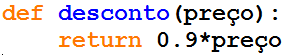 def desconto(preço):
    return 0.9*preço